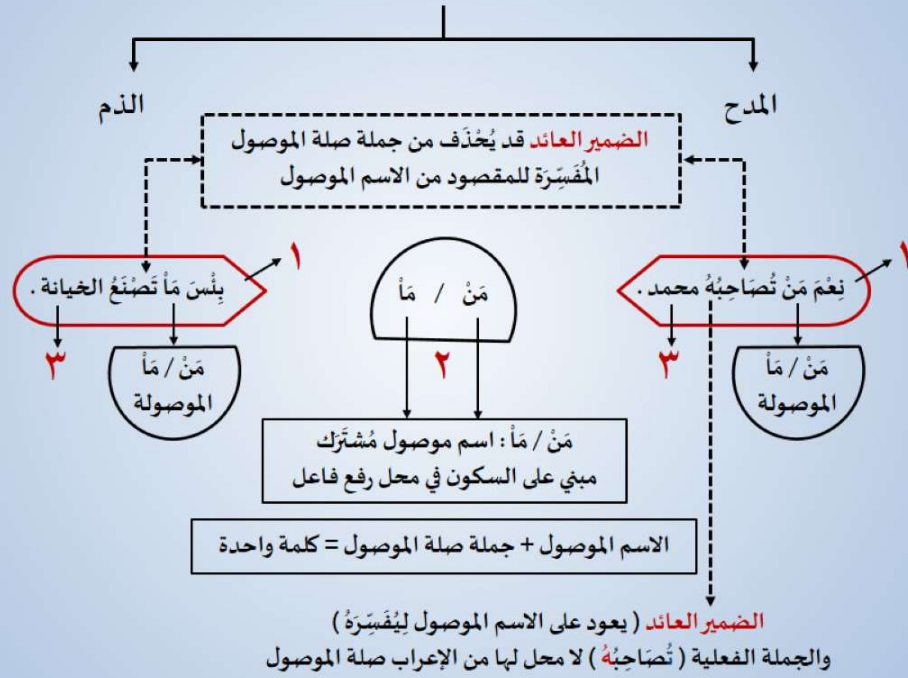 المدح
الذم
الضمير العائد قد يُحْذَف من جملة صلة الموصول
المُفَسِّرَة للمقصود من الاسم الموصول
١
نِعْمَ مَنْ تُصَاحِبُهُ محمد .
٣
مَنْ / مَاْ
الموصولة
مَنْ / مَاْ
٢
١
بِئْسَ مَاْ تَصْنَعُ الخيانة .
٣
مَنْ / مَاْ
الموصولة
مَنْ / مَاْ : اسم موصول مُشتَرَك
مبني على السكون في محل رفع فاعل
الاسم الموصول + جملة صلة الموصول = كلمة واحدة
الضمير العائد ( يعود على الاسم الموصول لِيُفَسِّرَهُ )
والجملة الفعلية ( تُصَاحِبُهُ ) لا محل لها من الإعراب صلة الموصول